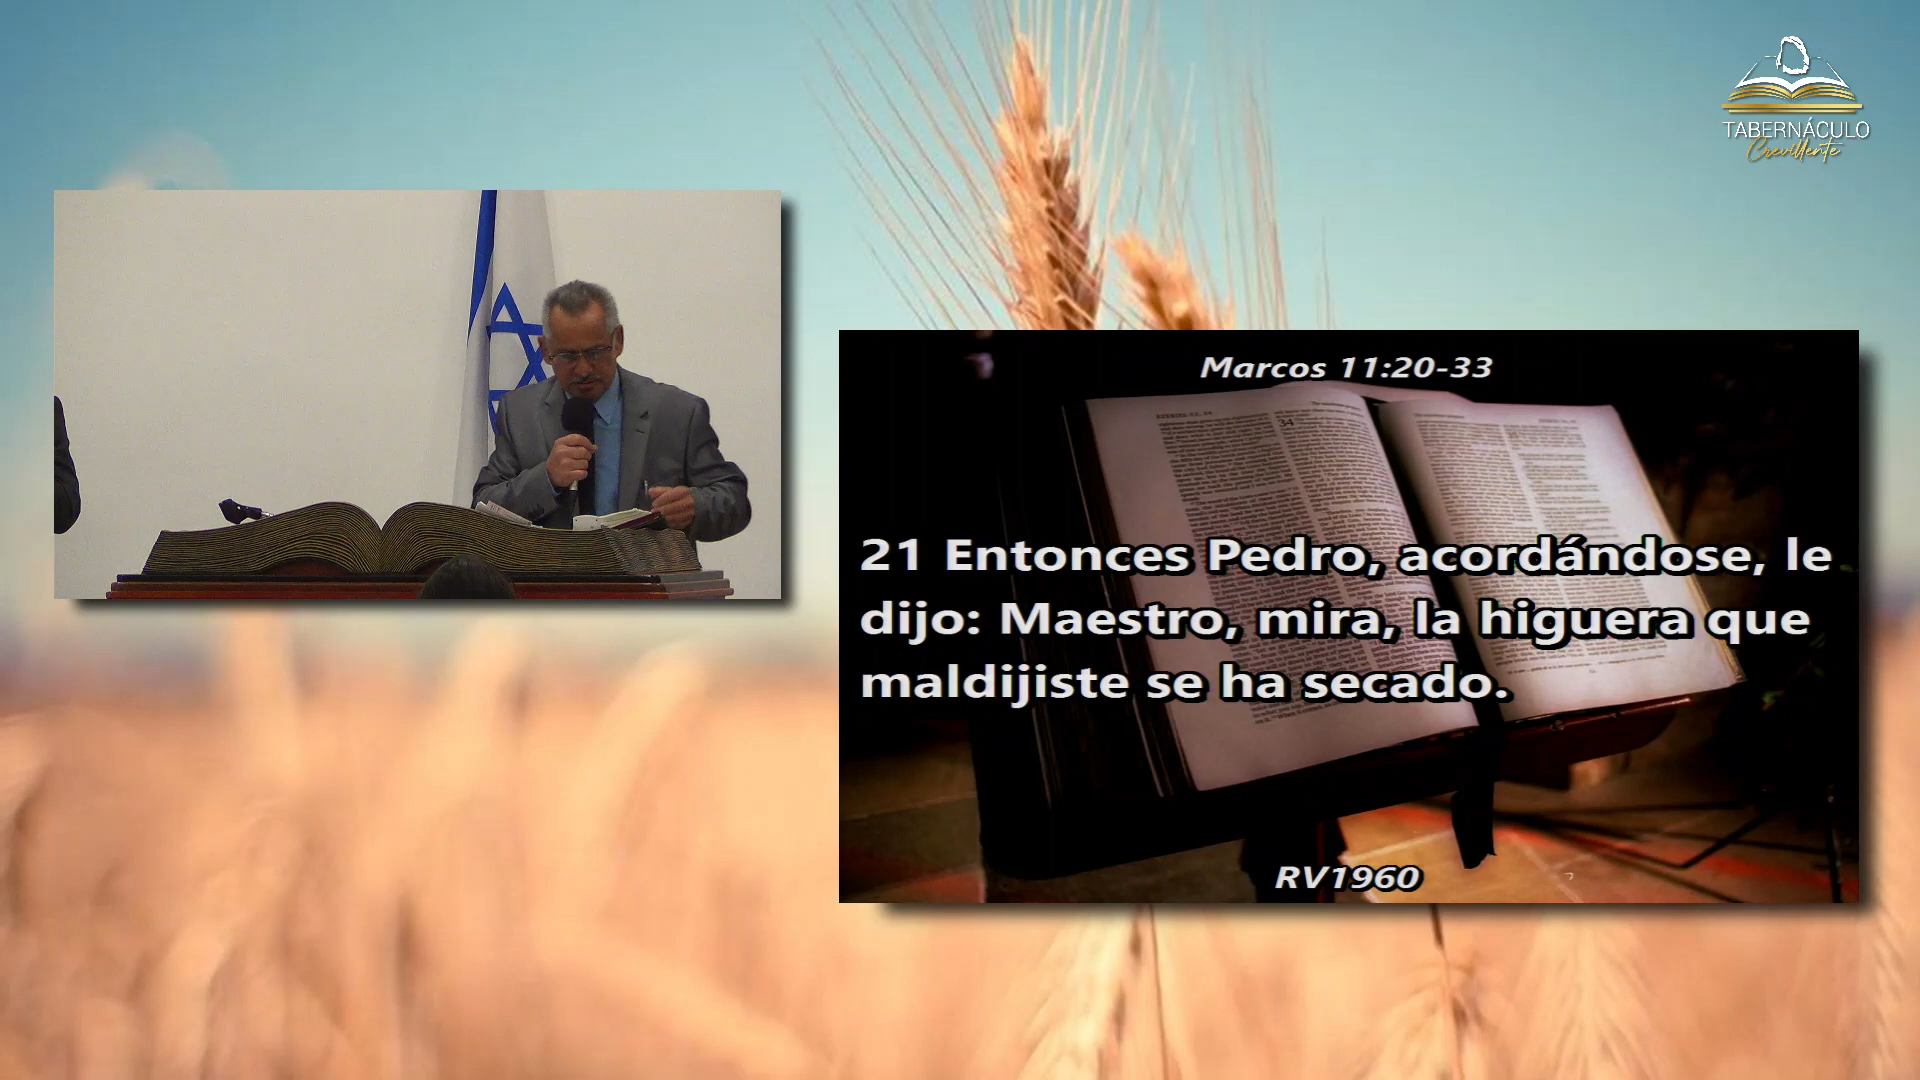 TABERNÁCULO
Crevillente
Marcos 11:20-33
34
21 Entonces Pedro, acordándose, le
dijo: Maestro, mira, la higuera que
maldijiste se ha secado.
RV1960